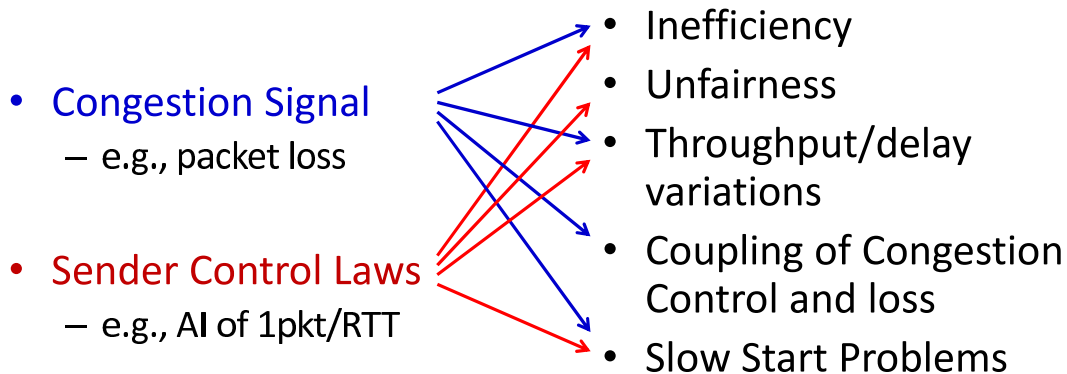 • Congestion Signal
– e.g., packet loss
• Sender Control Laws
– e.g., AI of 1pkt/RTT
• Inefficiency
• Unfairness
• Throughput/delay
variations
• Coupling of Congestion
Control and loss
• Slow Start Problems